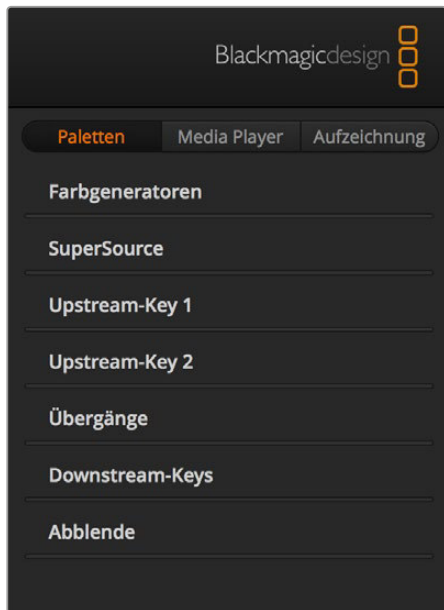 Blackmagicdesign
Paletten Media Player Aufzeichnung
Farbgeneratoren
SuperSource
Upstream-Key 1
Upstream-Key 2
Übergänge
Downstream-Keys
Abblende